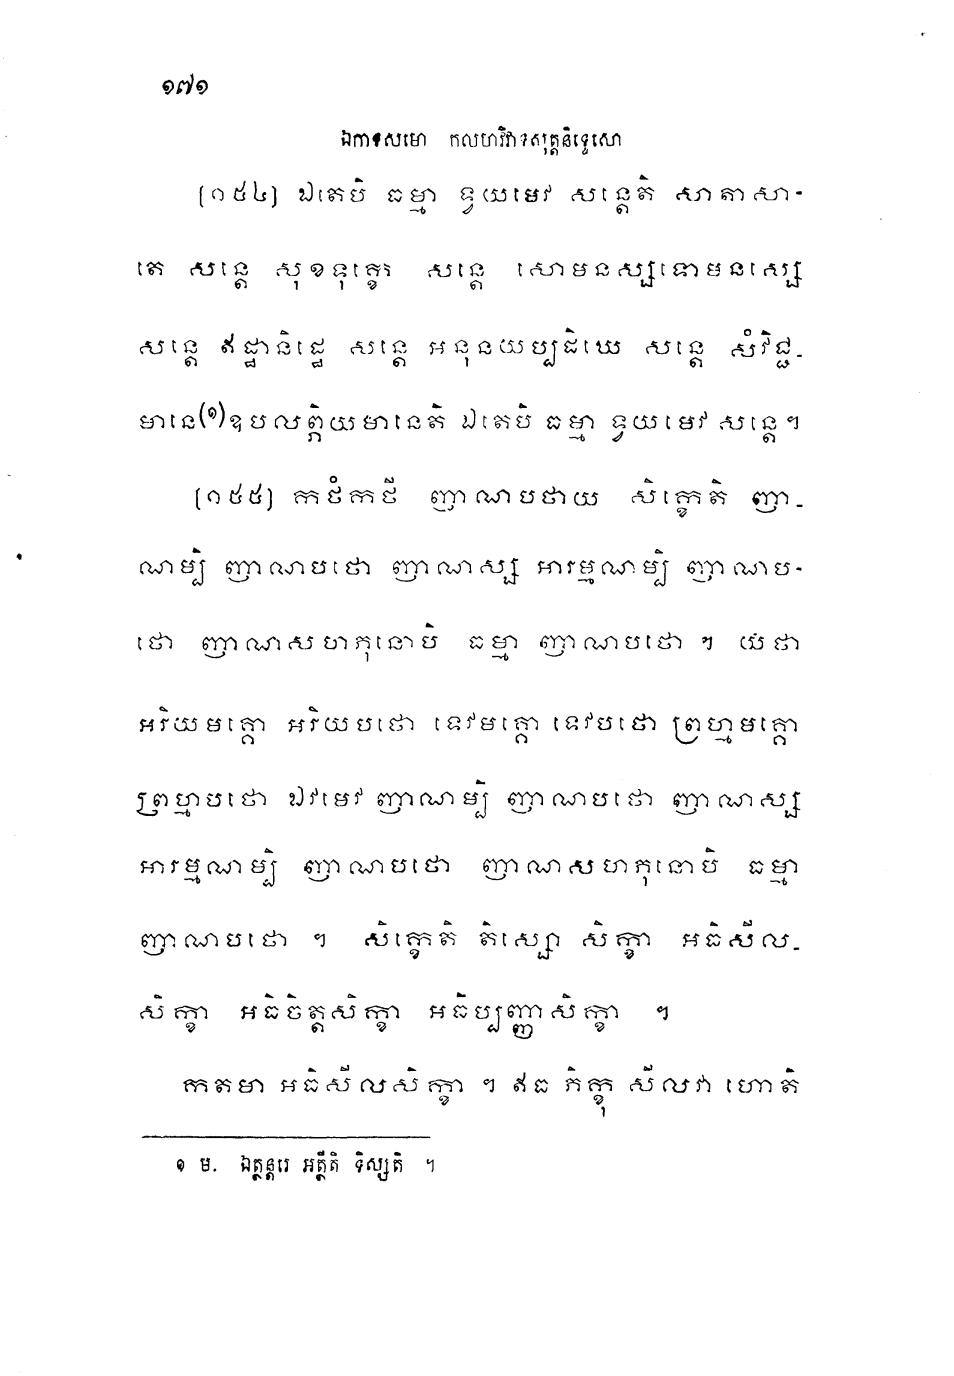 ១៧១
ឯកាទសមោ កលហវិវាទសុត្តនិទ្ទេសោ
[១៥៤] ឯតេបិ ធម្មា ទ្វយមេវ សន្តេតិ សាតាសា-
តេ សន្តេ សុខទុក្ខេ សន្តេ សោមនស្សទោមនស្សេ
សន្តេ ឥដ្ឋានិដ្ឋេ សន្តេ អនុនយប្បដិឃេ សន្តេ សំវិជ្ជ-
មានេ(១)ឧបលព្ភិយមានេតិ ឯតេបិ ធម្មា ទ្វយមេវ សន្តេ។
[១៥៥] កថំកថី ញាណបថាយ សិក្ខេតិ ញា-
ណម្បិ ញាណបថោ ញាណស្ស អារម្មណម្បិ ញាណប-
ថោ ញាណសហភុនោបិ ធម្មា ញាណបថោ ។ យថា
អរិយមគ្គោ អរិយបថោ ទេវមគ្គោ ទេវបថោ ព្រហ្មមគ្គោ
ព្រហ្មបថោ ឯវមេវ ញាណម្បិ ញាណបថោ ញាណស្ស
អារម្មណម្បិ ញាណបថោ ញាណសហភុនោបិ ធម្មា
ញាណបថោ ។ សិក្ខេតិ តិស្សោ សិក្ខា អធិសីល-
សិក្ខា អធិចិត្តសិក្ខា អធិប្បញ្ញាសិក្ខា ។
កតមា អធិសីលសិក្ខា ។ ឥធ ភិក្ខុ សីលវា ហោតិ
១ ម. ឯត្ថន្តរេ អត្ថីតិ ទិស្សតិ ។